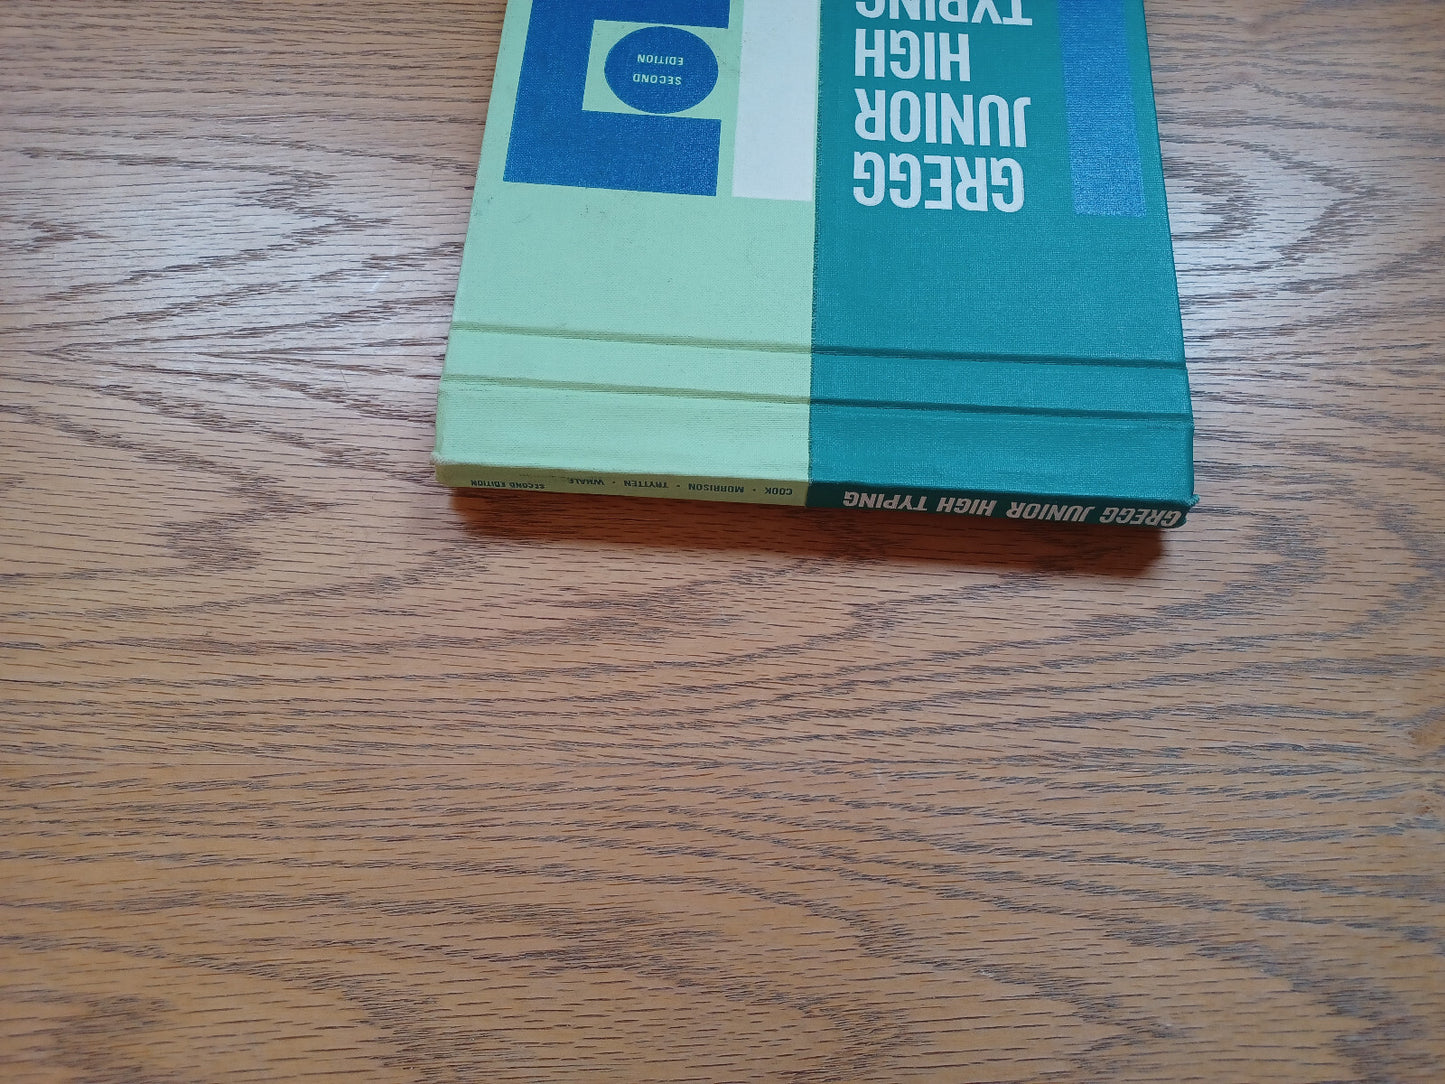 GREGG
JUNIOR
HIGH
TYPING
SECOND
EDITION
GREGG JUNIOR HIGH TYPING
COOK · MORRISON · TRYTTEN · WHALE
SECOND EDITION